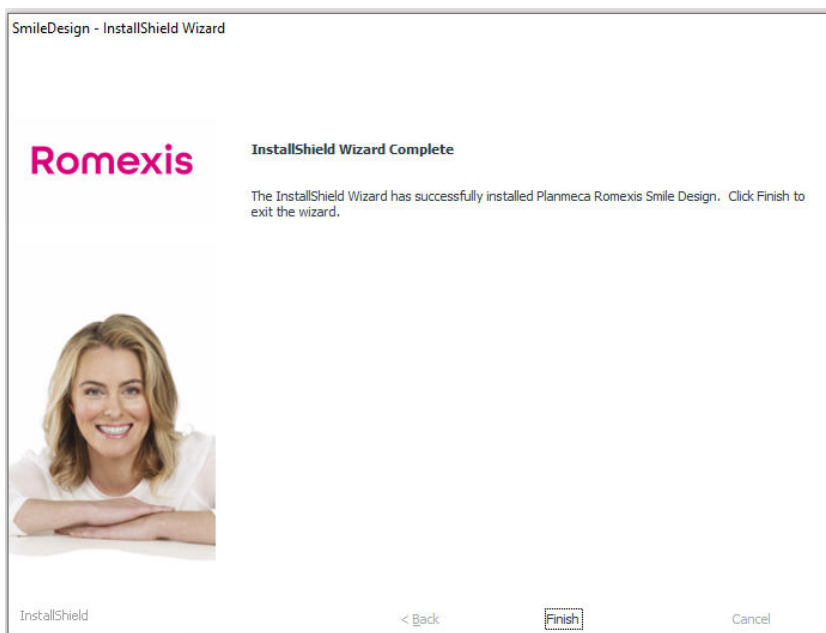 SmileDesign - InstallShield Wizard
Romexis
InstallShield Wizard Complete
The InstallShield Wizard has successfully installed Planmeca Romexis Smile Design. Click Finish to
exit the wizard.
InstallShield
< Back
Finish
Cancel